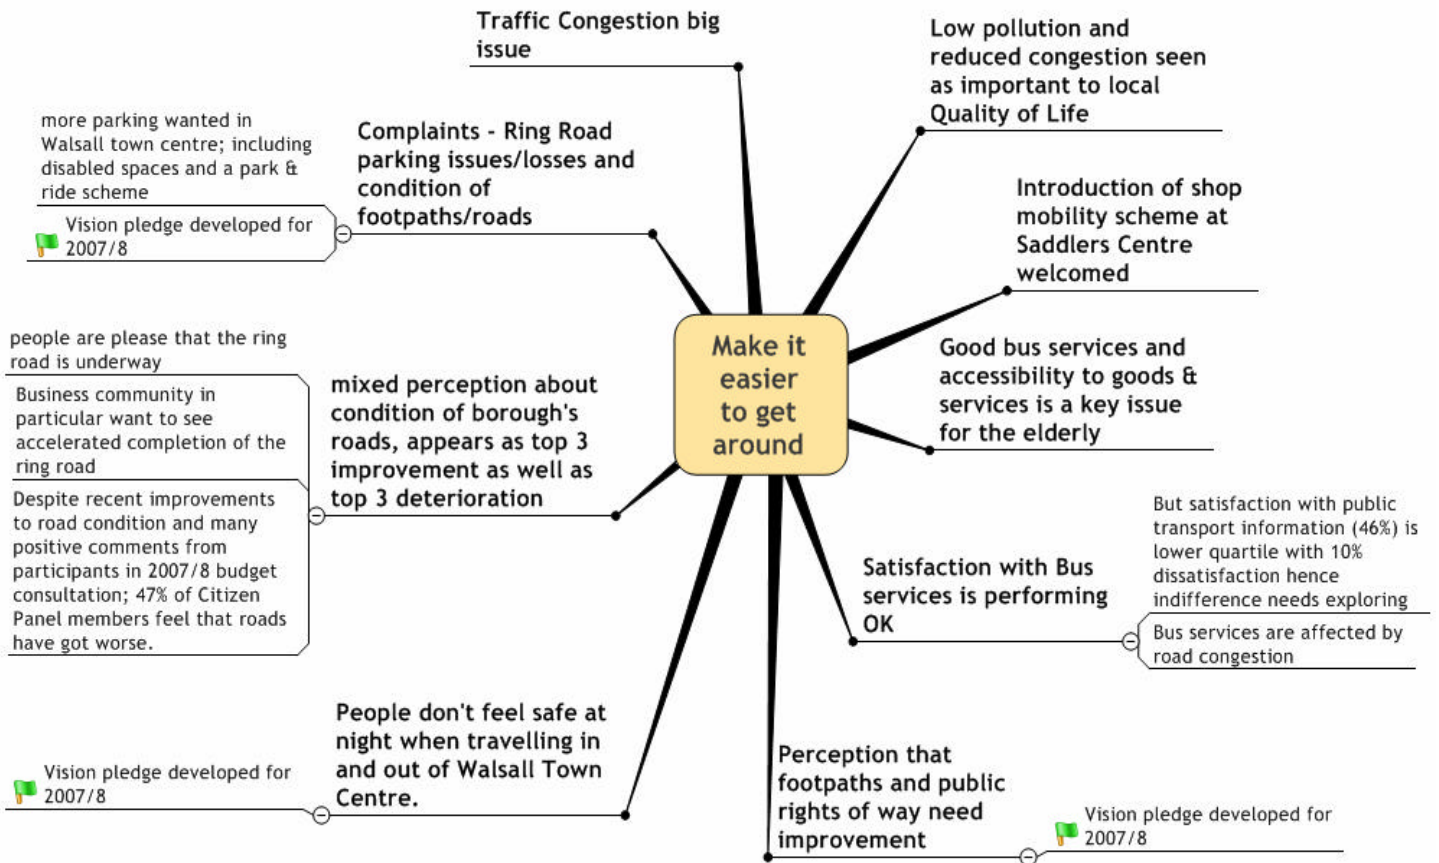 Traffic Congestion big
issue
Low pollution and
reduced congestion seen
as important to local
Quality of Life
more parking wanted in
Walsall town centre; including
disabled spaces and a park &
ride scheme
Vision pledge developed for
2007/8
Complaints - Ring Road
parking issues/losses and
condition of
footpaths/roads
Introduction of shop
mobility scheme at
Saddlers Centre
welcomed
Make it
easier
to get
around
Good bus services and
accessibility to goods &
services is a key issue
for the elderly
people are please that the ring
road is underway
Business community in
particular want to see
accelerated completion of the
ring road
Despite recent improvements
to road condition and many
positive comments from
participants in 2007/8 budget
consultation; 47% of Citizen
Panel members feel that roads
have got worse.
mixed perception about
condition of borough's
roads, appears as top 3
improvement as well as
top 3 deterioration
Satisfaction with Bus
services is performing
OK
But satisfaction with public
transport information (46%) is
lower quartile with 10%
dissatisfaction hence
indifference needs exploring
Bus services are affected by
road congestion
Vision pledge developed for
2007/8
People don't feel safe at
night when travelling in
and out of Walsall Town
Centre.
Perception that
footpaths and public
rights of way need
improvement
Vision pledge developed for
2007/8